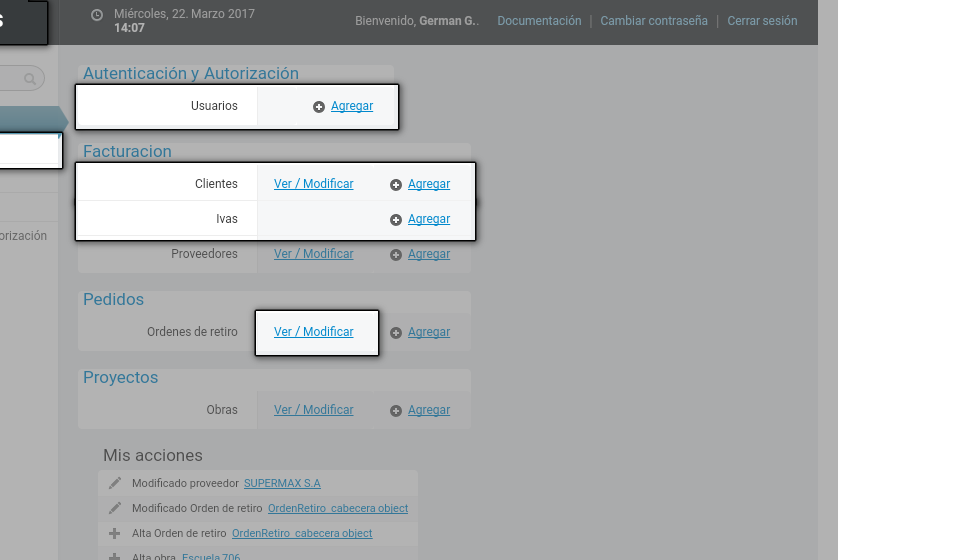 s
Miércoles, 22. Marzo 2017
14:07
Bienvenido, German G.. Documentación | Cambiar contraseña | Cerrar sesión
Autenticación y Autorización
Usuarios Agregar
Facturacion
Clientes Ver / Modificar Agregar
Ivas Agregar
orización
Proveedores Ver / Modificar Agregar
Pedidos
Ordenes de retiro Ver / Modificar Agregar
Proyectos
Obras Ver / Modificar Agregar
Mis acciones
Modificado proveedor SUPERMAX S.A
Modificado Orden de retiro OrdenRetiro_cabecera object
Alta Orden de retiro OrdenRetiro_cabecera object
Alta obra Escuela 706